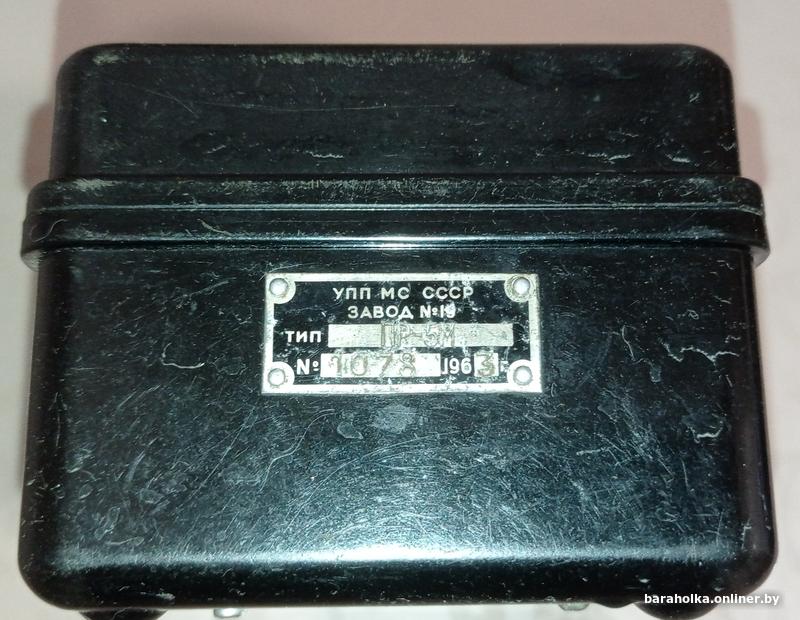 УПП МС СССР
ЗАВОД №19
ТИП ПР-5М
№ 1078 1963
baraholka.onliner.by